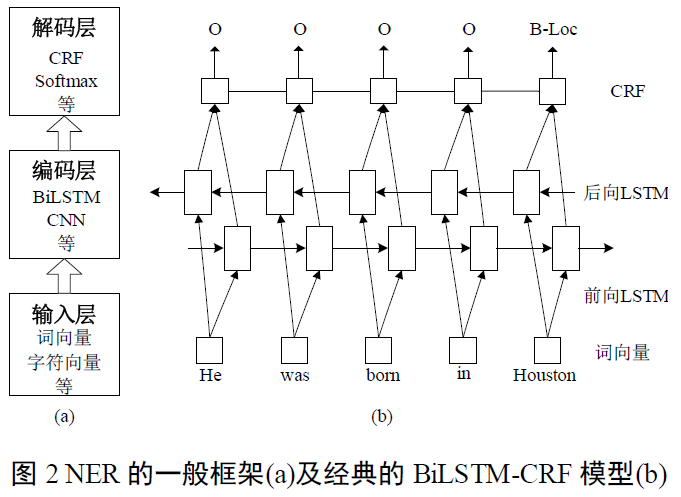 解码层
CRF
Softmax
等
编码层
BiLSTM
CNN
等
输入层
词向量
字符向量
等
(a)
O O O O B-Loc
CRF
后向LSTM
前向LSTM
词向量
He was born in Houston
(b)
图 2 NER 的一般框架(a)及经典的 BiLSTM-CRF 模型(b)